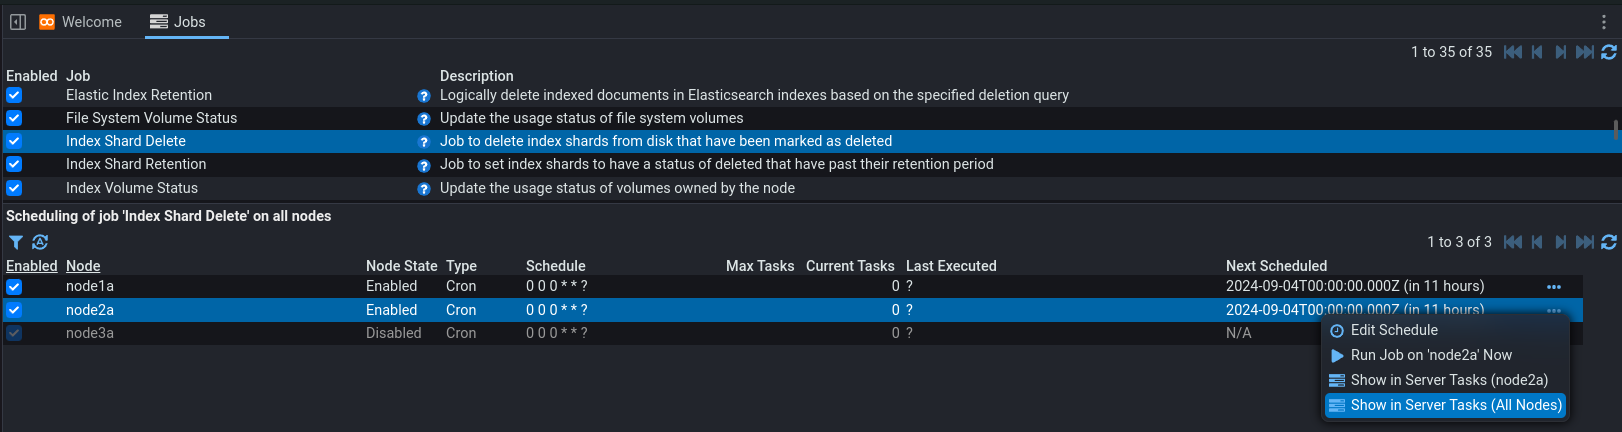 Welcome Jobs
1 to 35 of 35
Enabled Job Description
Elastic Index Retention ? Logically delete indexed documents in Elasticsearch indexes based on the specified deletion query
File System Volume Status ? Update the usage status of file system volumes
Index Shard Delete ? Job to delete index shards from disk that have been marked as deleted
Index Shard Retention ? Job to set index shards to have a status of deleted that have past their retention period
Index Volume Status ? Update the usage status of volumes owned by the node
Scheduling of job 'Index Shard Delete' on all nodes
1 to 3 of 3
Enabled Node Node State Type Schedule Max Tasks Current Tasks Last Executed Next Scheduled
node1a Enabled Cron 0 0 0 * * ? 0 ? 2024-09-04T00:00:00.000Z (in 11 hours)
node2a Enabled Cron 0 0 0 * * ? 0 ? 2024-09-04T00:00:00.000Z (in 11 hours)
node3a Disabled Cron 0 0 0 * * ? 0 ? N/A
Edit Schedule
Run Job on 'node2a' Now
Show in Server Tasks (node2a)
Show in Server Tasks (All Nodes)